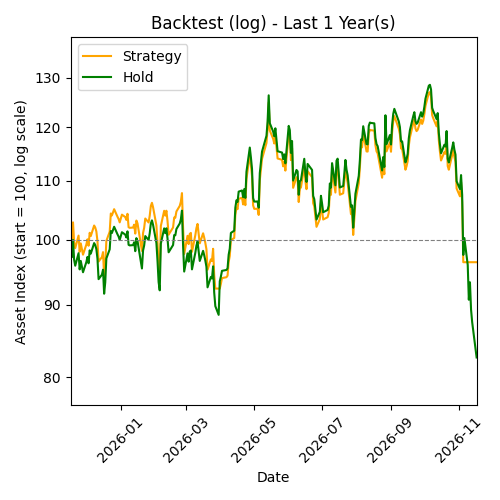 Backtest (log) - Last 1 Year(s)
Strategy
Hold
Asset Index (start = 100, log scale)
130
120
110
100
90
80
2026-01
2026-03
2026-05
2026-07
2026-09
2026-11
Date